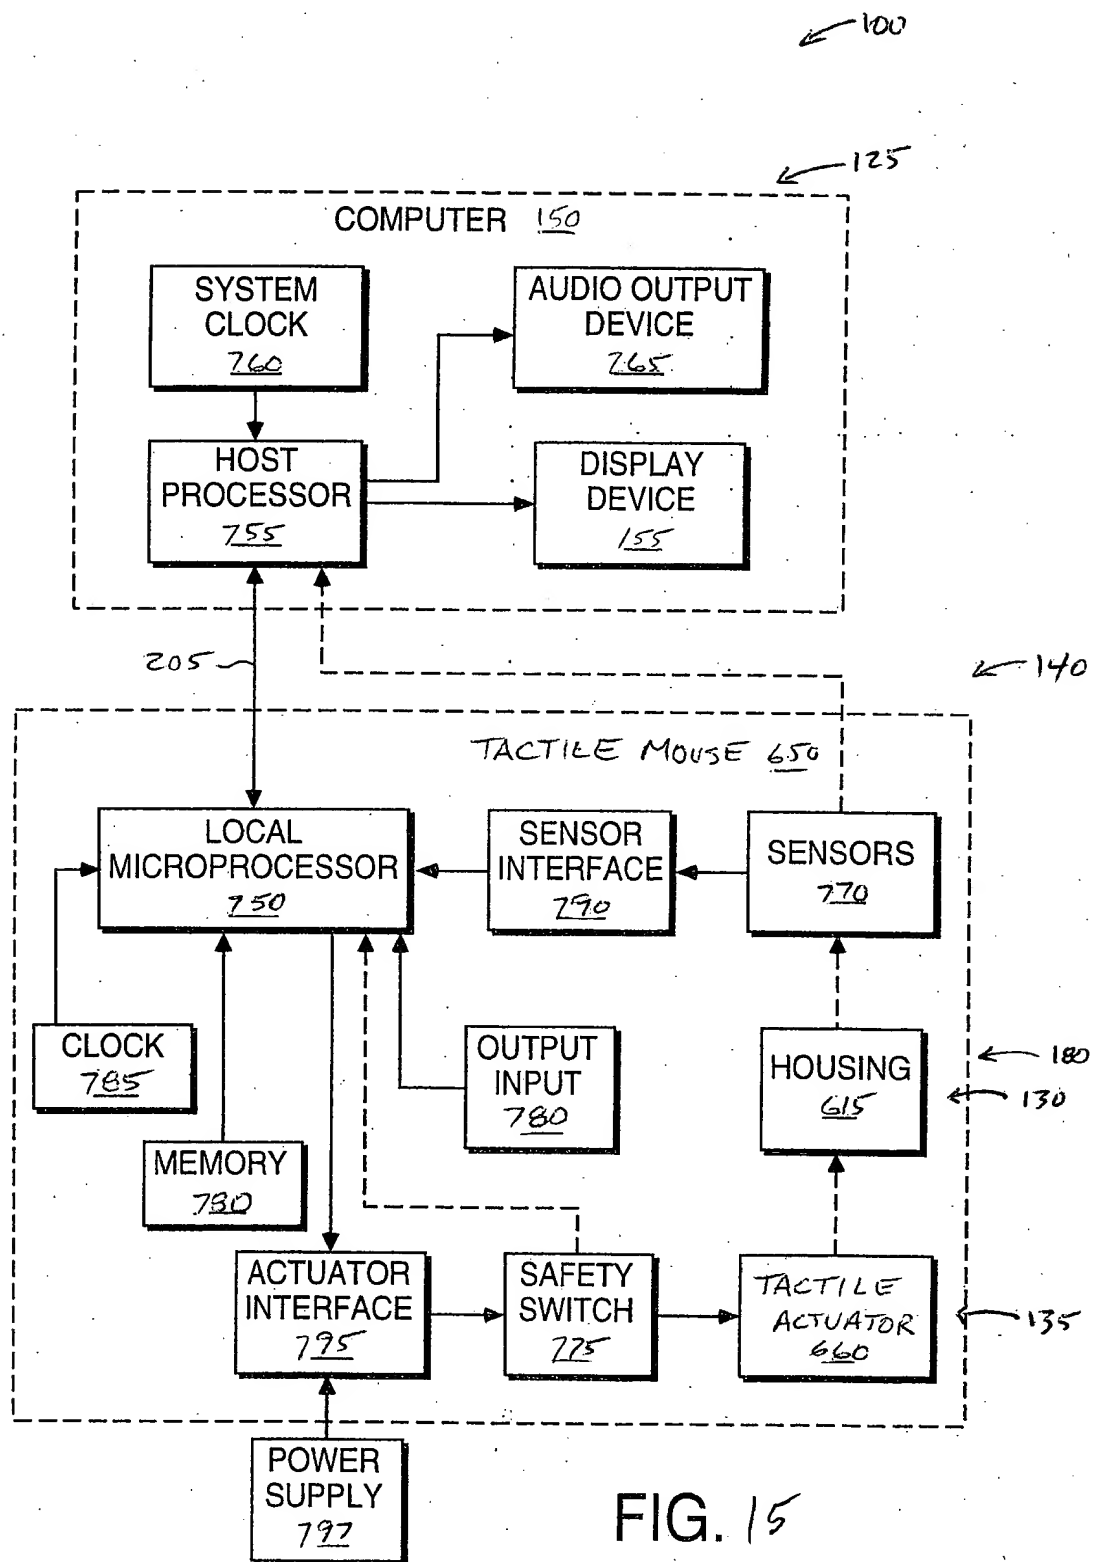 100
125
COMPUTER 150
SYSTEM
CLOCK
760
AUDIO OUTPUT
DEVICE
765
HOST
PROCESSOR
755
DISPLAY
DEVICE
155
205
140
TACTILE MOUSE 650
LOCAL
MICROPROCESSOR
750
SENSOR
INTERFACE
790
SENSORS
770
CLOCK
785
OUTPUT
INPUT
780
HOUSING
615
180
130
MEMORY
780
ACTUATOR
INTERFACE
795
SAFETY
SWITCH
775
TACTILE
ACTUATOR
660
135
POWER
SUPPLY
797
FIG. 15